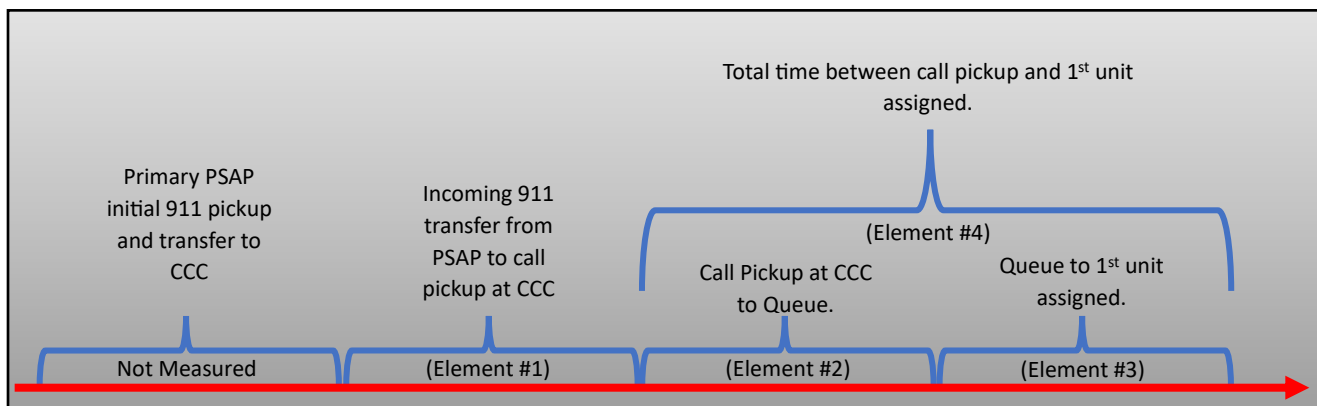 Total time between call pickup and 1st unit
assigned.
Primary PSAP
initial 911 pickup
and transfer to
CCC
Incoming 911
transfer from
PSAP to call
pickup at CCC
(Element #4)
Call Pickup at CCC
to Queue.
Queue to 1st unit
assigned.
Not Measured
(Element #1)
(Element #2)
(Element #3)